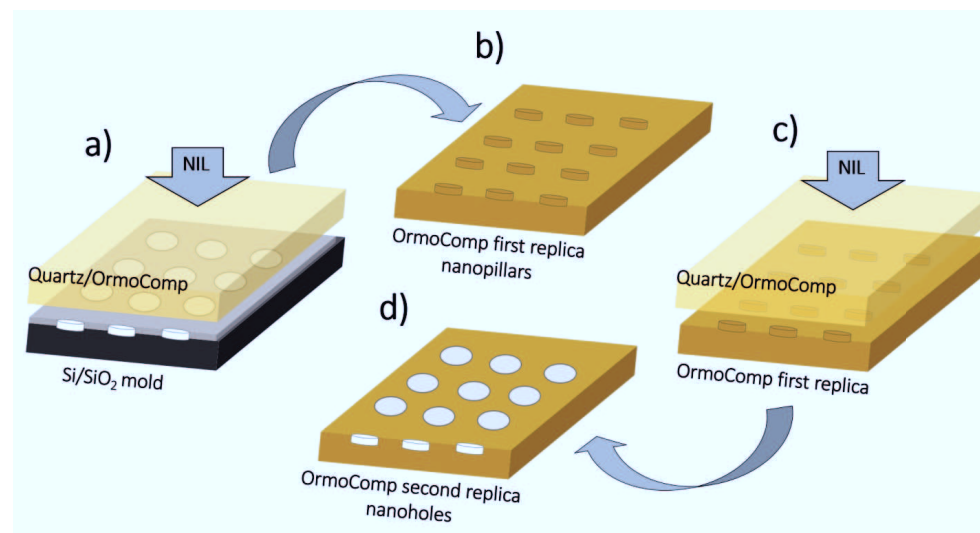 a)
NIL
Quartz/OrmoComp
Si/SiO₂ mold
b)
OrmoComp first replica
nanopillars
c)
NIL
Quartz/OrmoComp
OrmoComp first replica
d)
OrmoComp second replica
nanoholes